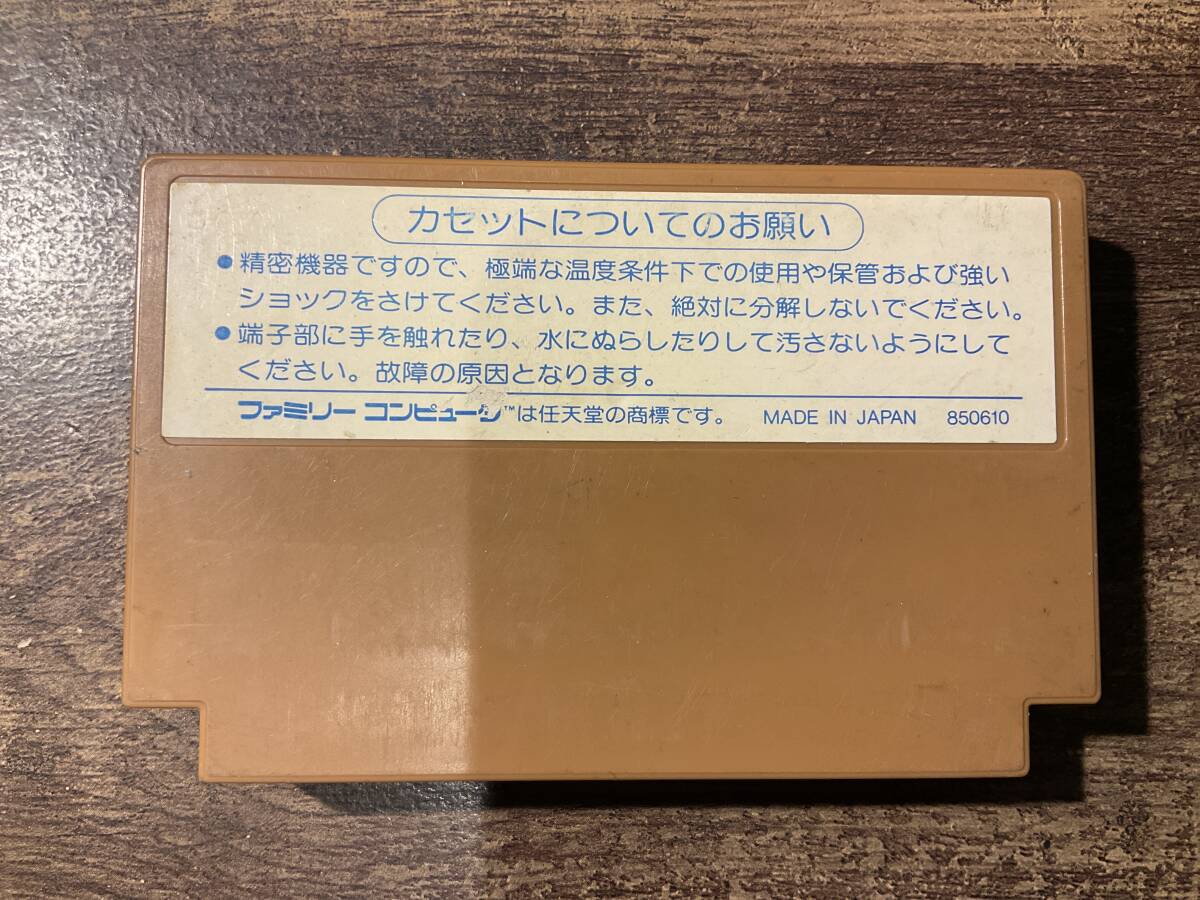 カセットについてのお願い
●精密機器ですので、極端な温度条件下での使用や保管および強い
ショックをさけてください。また、絶対に分解しないでください。
●端子部に手を触れたり、水にぬらしたりして汚さないようにして
ください。故障の原因となります。
ファミリー コンピュータ™は任天堂の商標です。 MADE IN JAPAN 850610